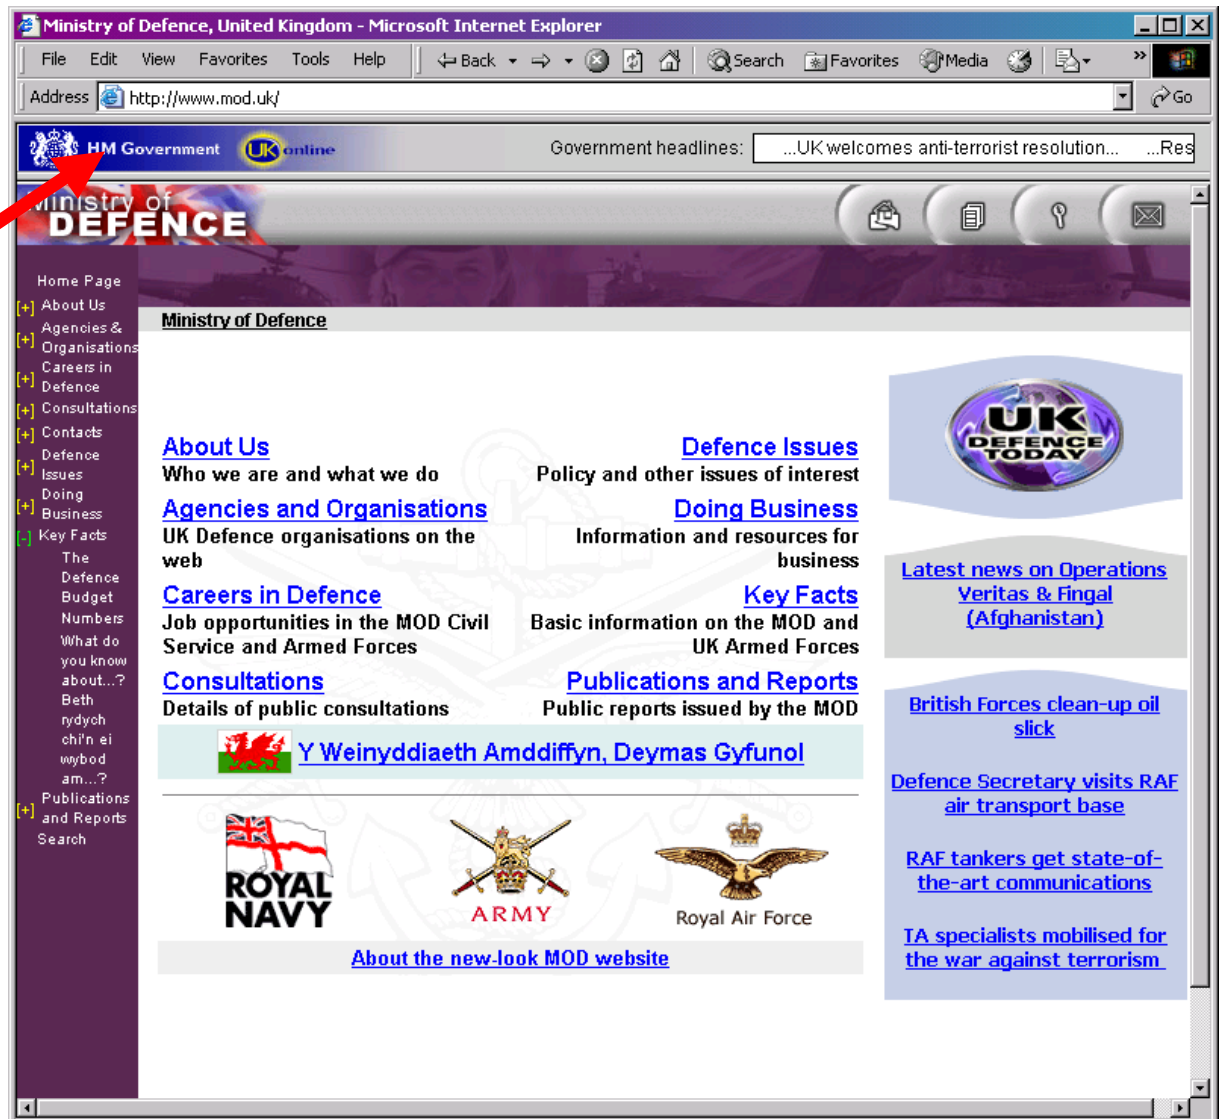 Ministry of Defence, United Kingdom - Microsoft Internet Explorer
File Edit View Favorites Tools Help Back Search Favorites Media »
Address http://www.mod.uk/ Go
HM Government UK online Government headlines: ...UK welcomes anti-terrorist resolution... ...Res
Ministry of
DEFENCE
Home Page
[+] About Us
[+] Agencies &
Organisations
[+] Careers in
Defence
[+] Consultations
[+] Contacts
[+] Defence
Issues
[+] Doing
Business
[-] Key Facts
The
Defence
Budget
Numbers
What do
you know
about...?
Beth
rydych
chi'n ei
wybod
am...?
[+] Publications
and Reports
Search
Ministry of Defence
About Us
Who we are and what we do
Agencies and Organisations
UK Defence organisations on the
web
Careers in Defence
Job opportunities in the MOD Civil
Service and Armed Forces
Consultations
Details of public consultations
Defence Issues
Policy and other issues of interest
Doing Business
Information and resources for
business
Key Facts
Basic information on the MOD and
UK Armed Forces
Publications and Reports
Public reports issued by the MOD
Y Weinyddiaeth Amddiffyn, Deymas Gyfunol
ROYAL
NAVY
ARMY
Royal Air Force
About the new-look MOD website
UK
DEFENCE
TODAY
Latest news on Operations
Veritas & Fingal
(Afghanistan)
British Forces clean-up oil
slick
Defence Secretary visits RAF
air transport base
RAF tankers get state-of-
the-art communications
TA specialists mobilised for
the war against terrorism